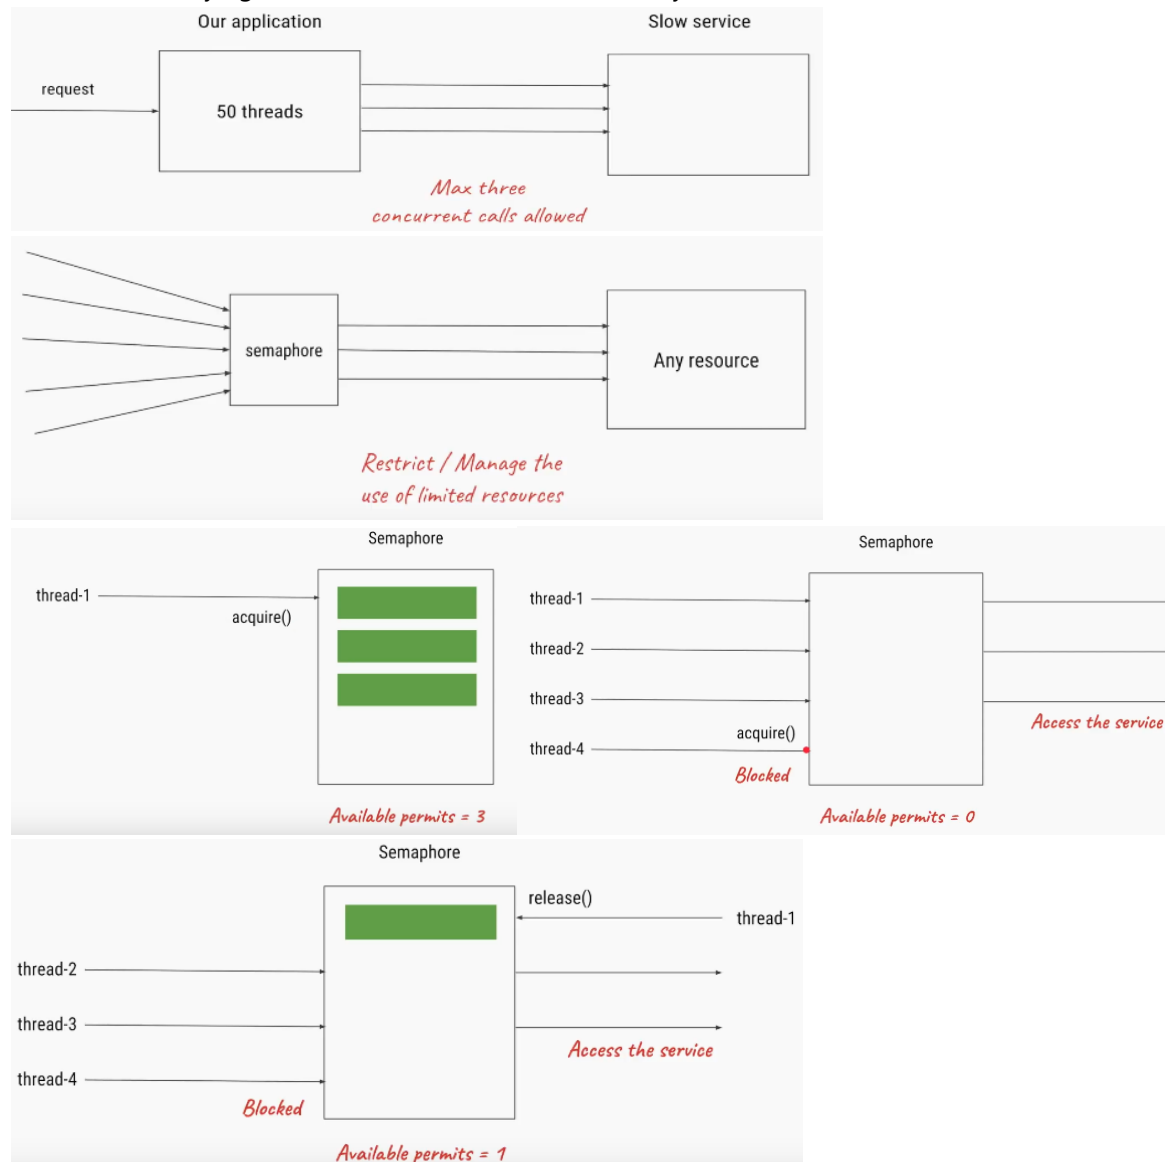 Our application
Slow service
request
50 threads
Max three
concurrent calls allowed
semaphore
Any resource
Restrict / Manage the
use of limited resources
Semaphore
thread-1
acquire()
Available permits = 3
Semaphore
thread-1
thread-2
thread-3
Access the service
acquire()
thread-4
Blocked
Available permits = 0
Semaphore
release()
thread-1
thread-2
thread-3
Access the service
thread-4
Blocked
Available permits = 1